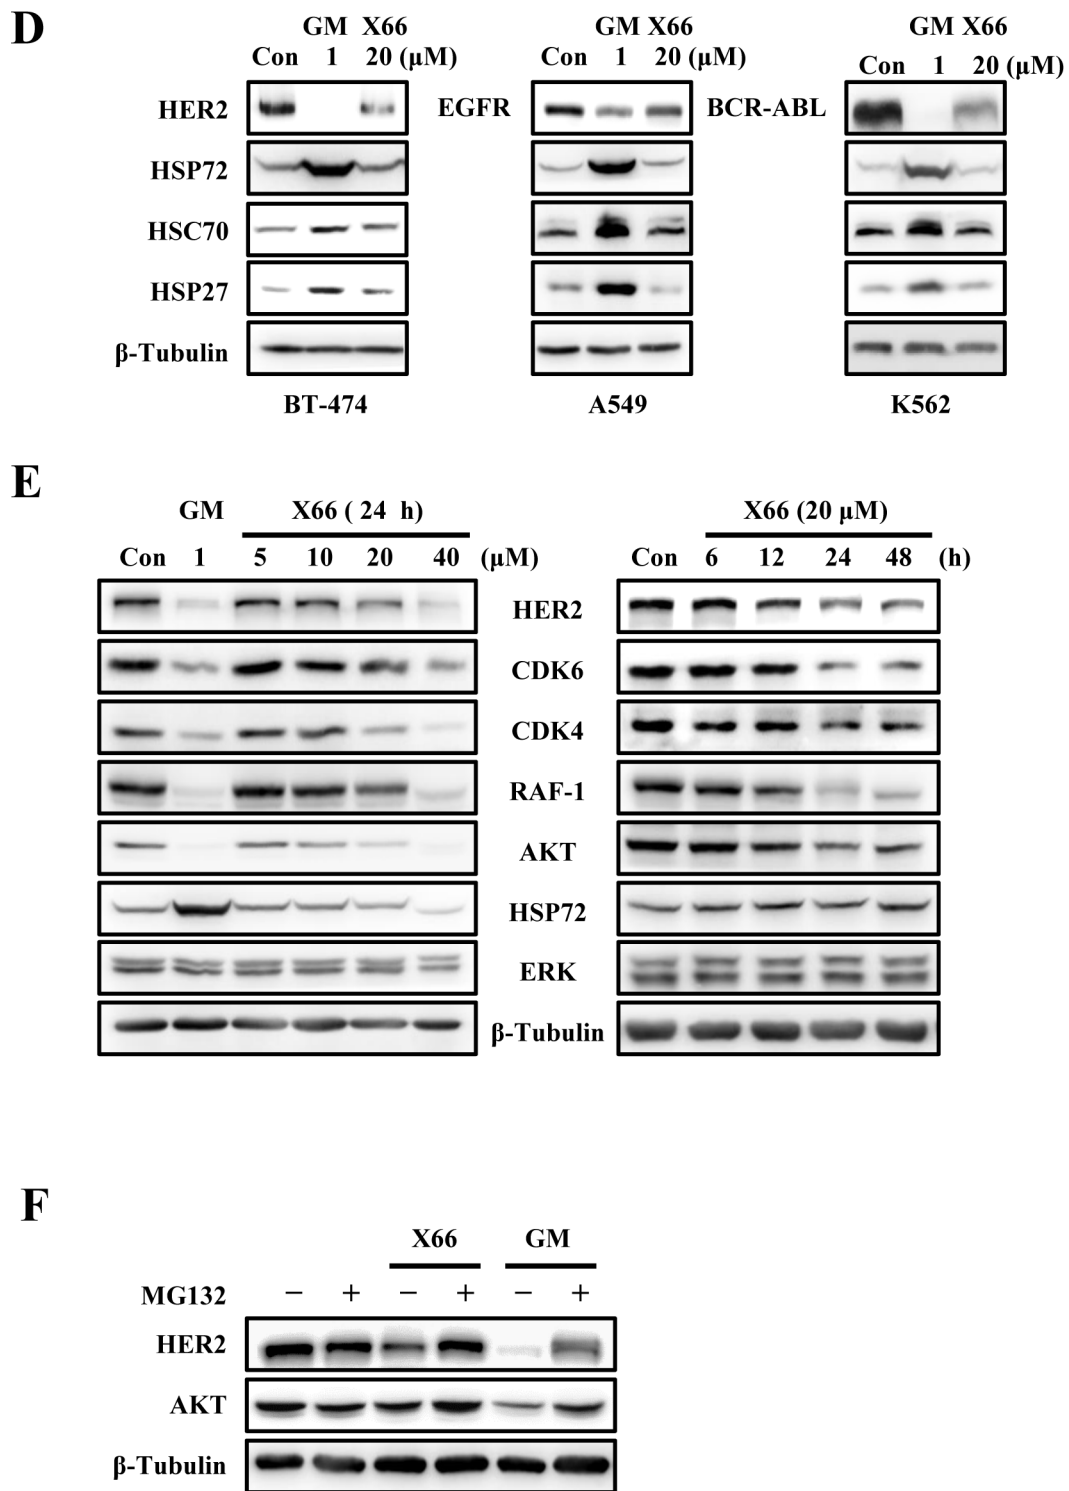 D
GM X66 GM X66 GM X66
Con 1 20 (μM) Con 1 20 (μM) Con 1 20 (μM)
HER2 EGFR BCR-ABL
HSP72
HSC70
HSP27
β-Tubulin
BT-474 A549 K562
E
GM X66 ( 24 h) X66 (20 μM)
Con 1 5 10 20 40 (μM) Con 6 12 24 48 (h)
HER2
CDK6
CDK4
RAF-1
AKT
HSP72
ERK
β-Tubulin
F
X66 GM
MG132 − + − + − +
HER2
AKT
β-Tubulin